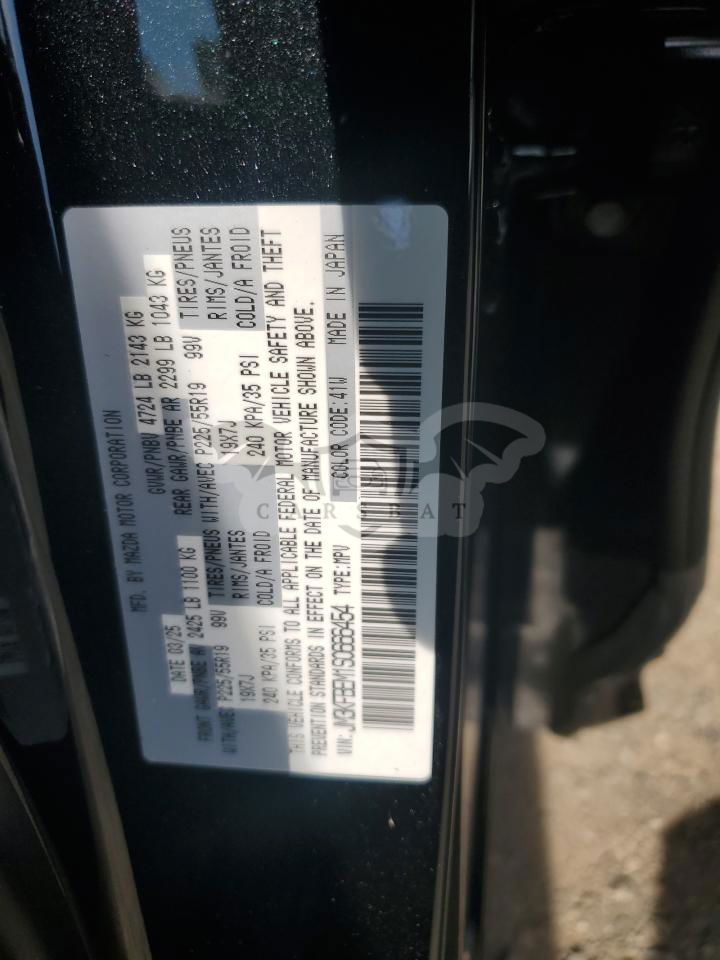 MFD. BY MAZDA MOTOR CORPORATION
DATE 03/25 GVWR/PNBV 4724 LB 2143 KG
FRONT GAWR/PNBE AV 2425 LB 1100 KG REAR GAWR/PNBE AR 2299 LB 1043 KG
WITH/AVEC P225/55R19 99V TIRES/PNEUS WITH/AVEC P225/55R19 99V TIRES/PNEUS
19X7J RIMS/JANTES 19X7J RIMS/JANTES
240 KPA/35 PSI COLD/A FROID 240 KPA/35 PSI COLD/A FROID
THIS VEHICLE CONFORMS TO ALL APPLICABLE FEDERAL MOTOR VEHICLE SAFETY AND THEFT
PREVENTION STANDARDS IN EFFECT ON THE DATE OF MANUFACTURE SHOWN ABOVE.
VIN: JM3KFBEM1S0666454 TYPE:MPV COLOR CODE:41W MADE IN JAPAN
CARSBAT